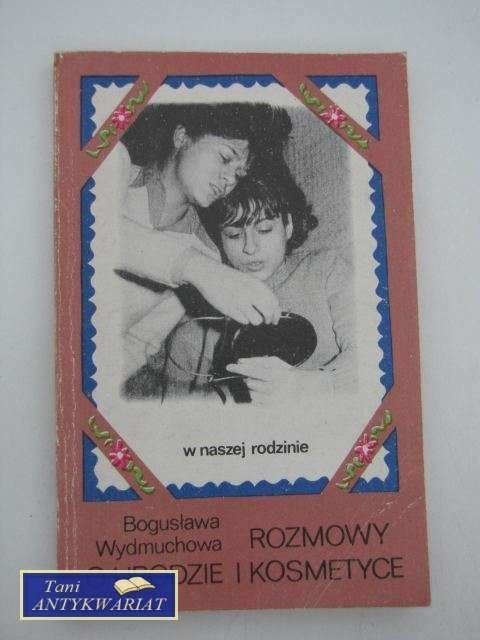 w naszej rodzinie
Bogusława
Wydmuchowa
ROZMOWY
I KOSMETYCE
Tani
ANTYKWARIAT